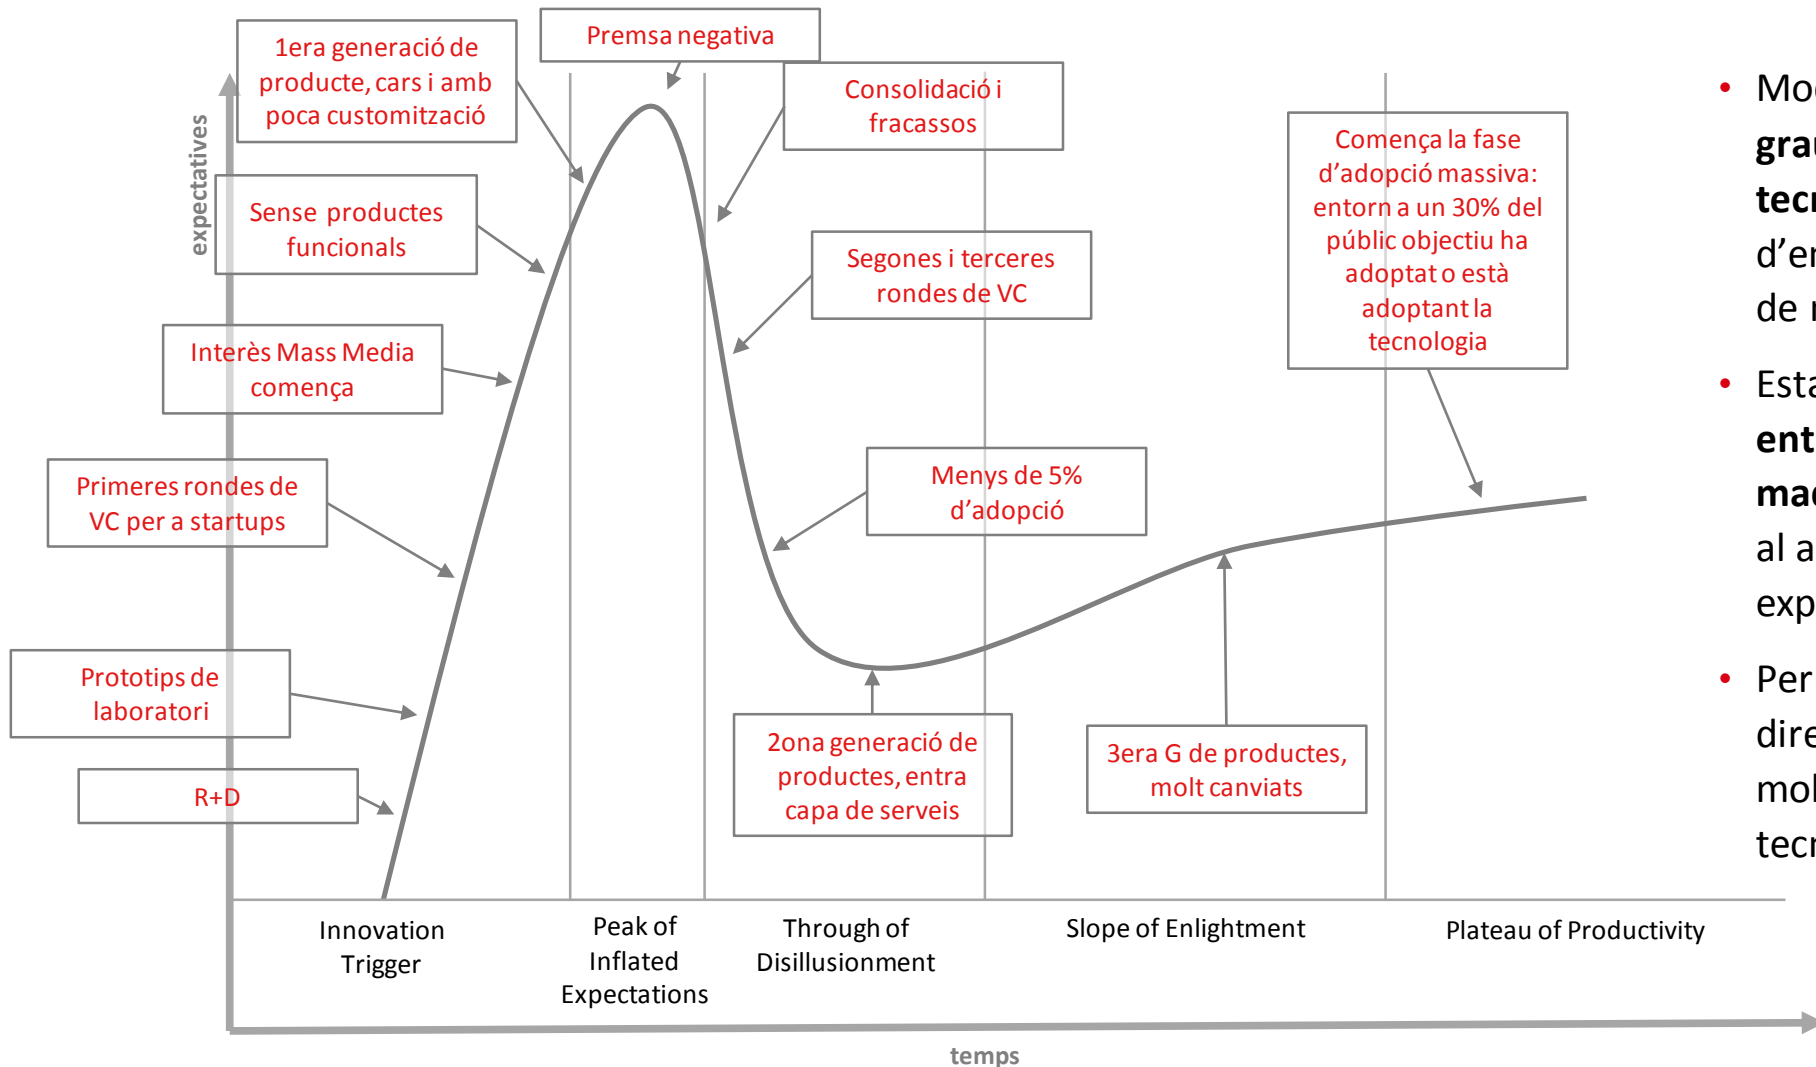 Premsa negativa
1era generació de
producte, cars i amb
poca customització
Consolidació i
fracassos
expectatives
Sense productes
funcionals
Comença la fase
d’adopció massiva:
entorn a un 30% del
públic objectiu ha
adoptat o està
adoptant la
tecnologia
Segones i terceres
rondes de VC
Interès Mass Media
comença
Primeres rondes de
VC per a startups
Menys de 5%
d’adopció
Prototips de
laboratori
2ona generació de
productes, entra
capa de serveis
3era G de productes,
molt canviats
R+D
Innovation
Trigger
Peak of
Inflated
Expectations
Through of
Disillusionment
Slope of Enlightment
Plateau of Productivity
temps
al a
de
Per